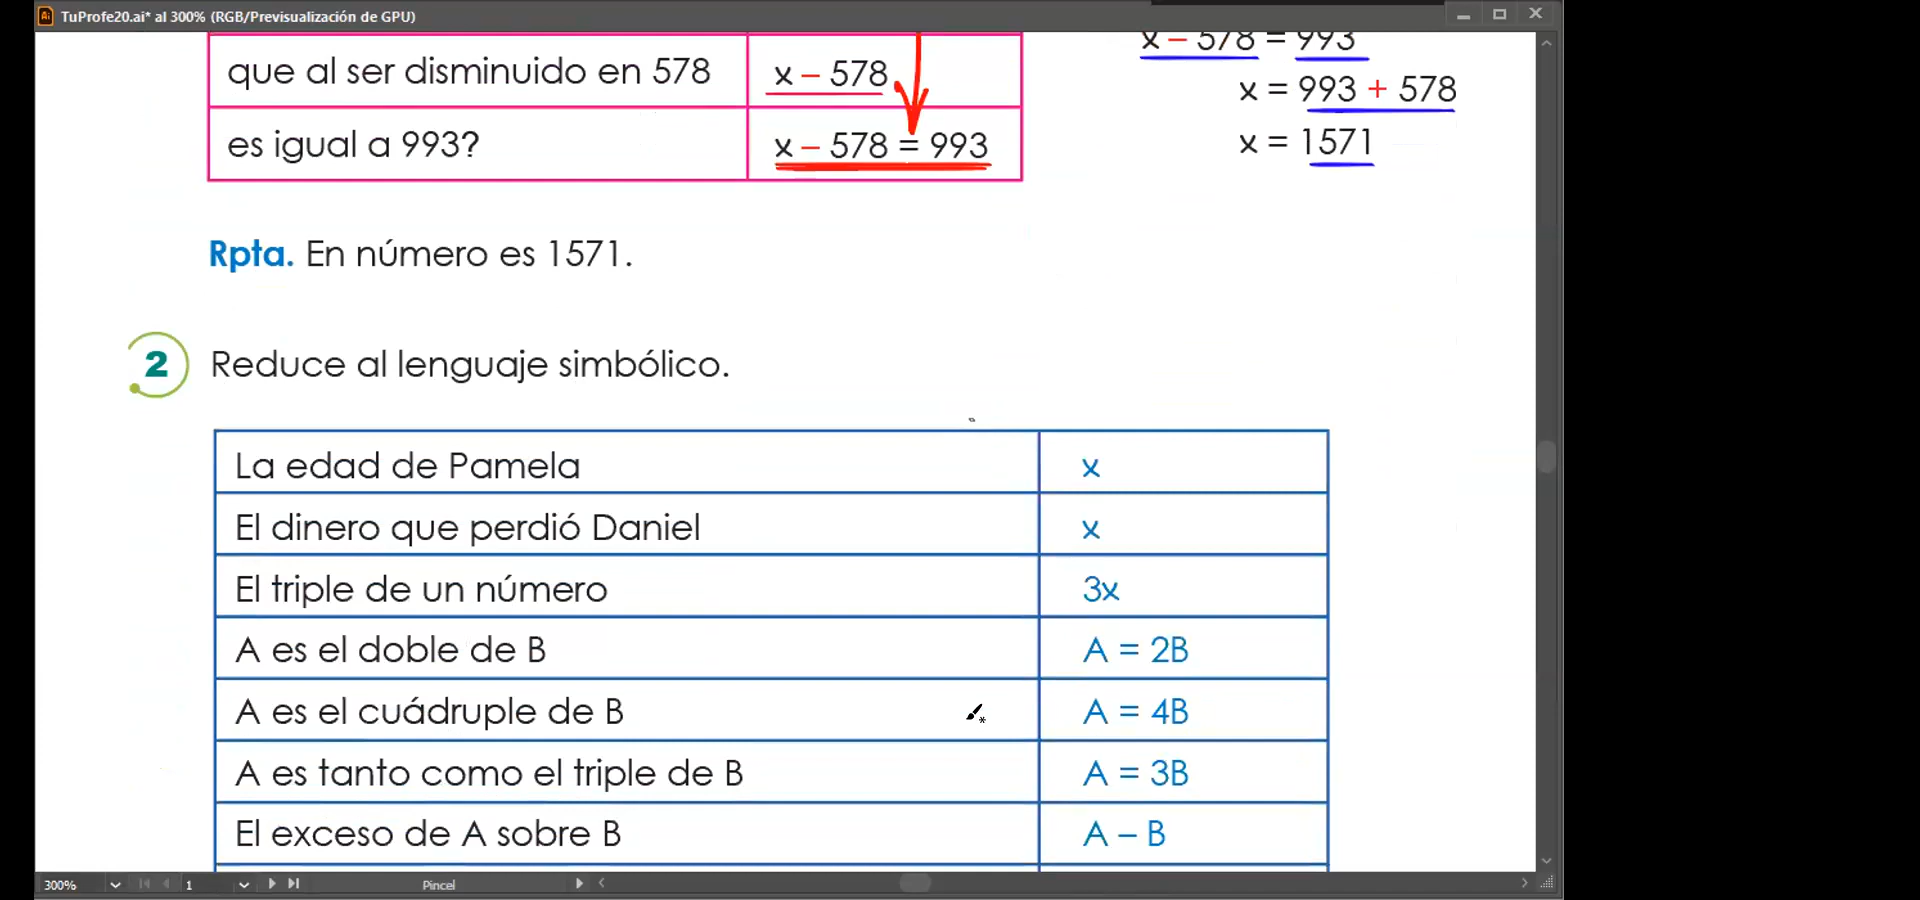 Ai TuProfe20.ai* al 300% (RGB/Previsualización de GPU)
que al ser disminuido en 578 x – 578
es igual a 993? x – 578 = 993
x – 578 = 993
x = 993 + 578
x = 1571
Rpta. En número es 1571.
2 Reduce al lenguaje simbólico.
La edad de Pamela x
El dinero que perdió Daniel x
El triple de un número 3x
A es el doble de B A = 2B
A es el cuádruple de B A = 4B
A es tanto como el triple de B A = 3B
El exceso de A sobre B A – B
300% 1 Pincel